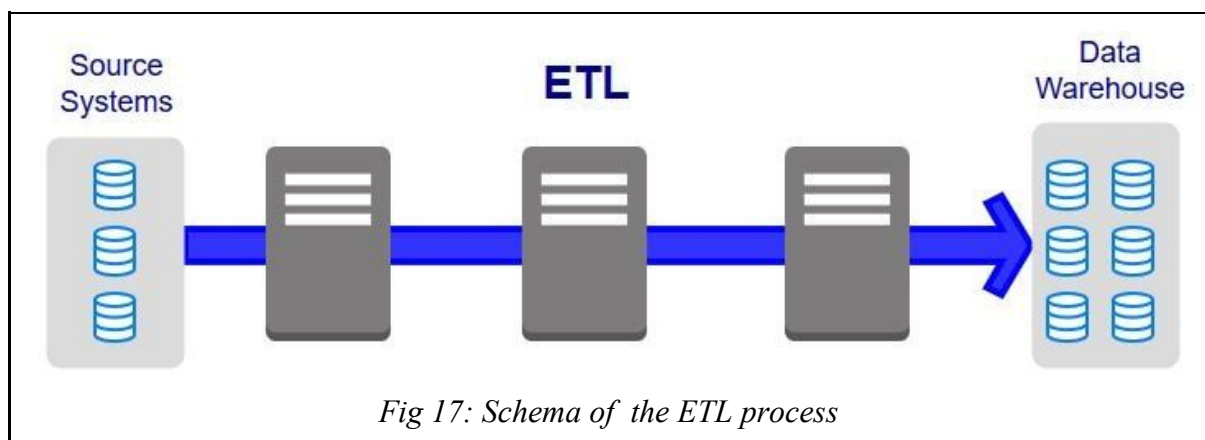 Source
Systems
ETL
Data
Warehouse
Fig 17: Schema of the ETL process